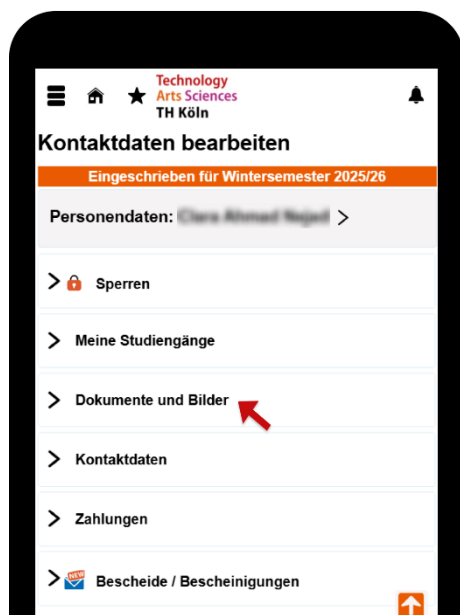 Technology
Arts Sciences
TH Köln
Kontaktdaten bearbeiten
Eingeschrieben für Wintersemester 2025/26
Personendaten:
Sperren
Meine Studiengänge
Dokumente und Bilder
Kontaktdaten
Zahlungen
NEW
Bescheide / Bescheinigungen